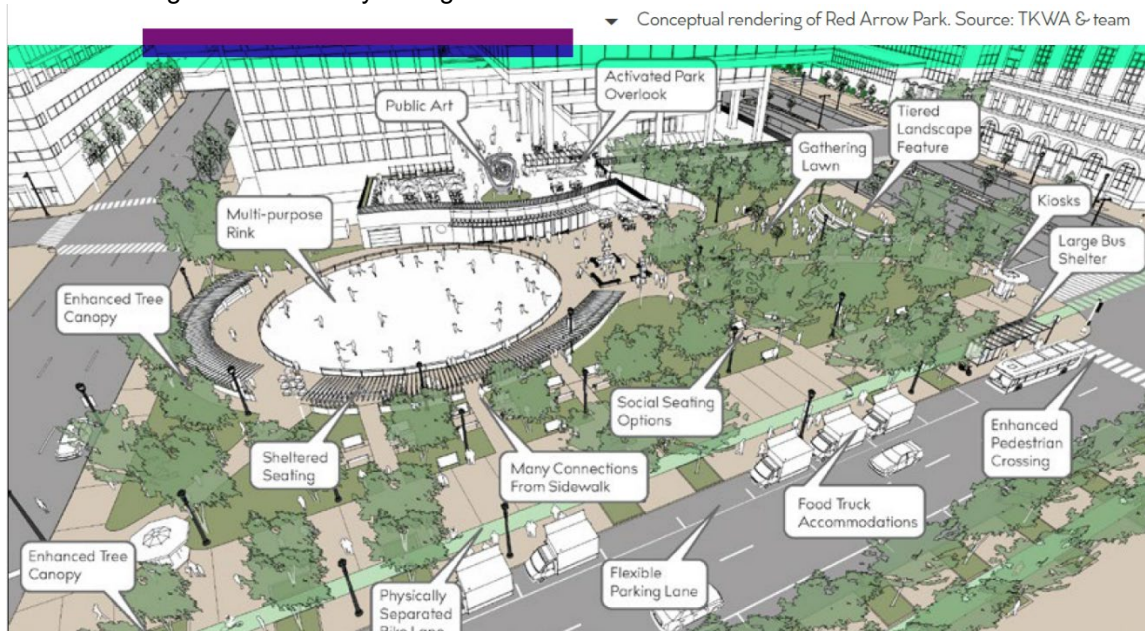 Conceptual rendering of Red Arrow Park. Source: TKWA & team
Public Art
Activated Park
Overlook
Tiered
Landscape
Feature
Gathering
Lawn
Kiosks
Multi-purpose
Rink
Large Bus
Shelter
Enhanced Tree
Canopy
Social Seating
Options
Enhanced
Pedestrian
Crossing
Sheltered
Seating
Many Connections
From Sidewalk
Food Truck
Accommodations
Enhanced Tree
Canopy
Flexible
Parking Lane
Physically
Separated
Bike Lane